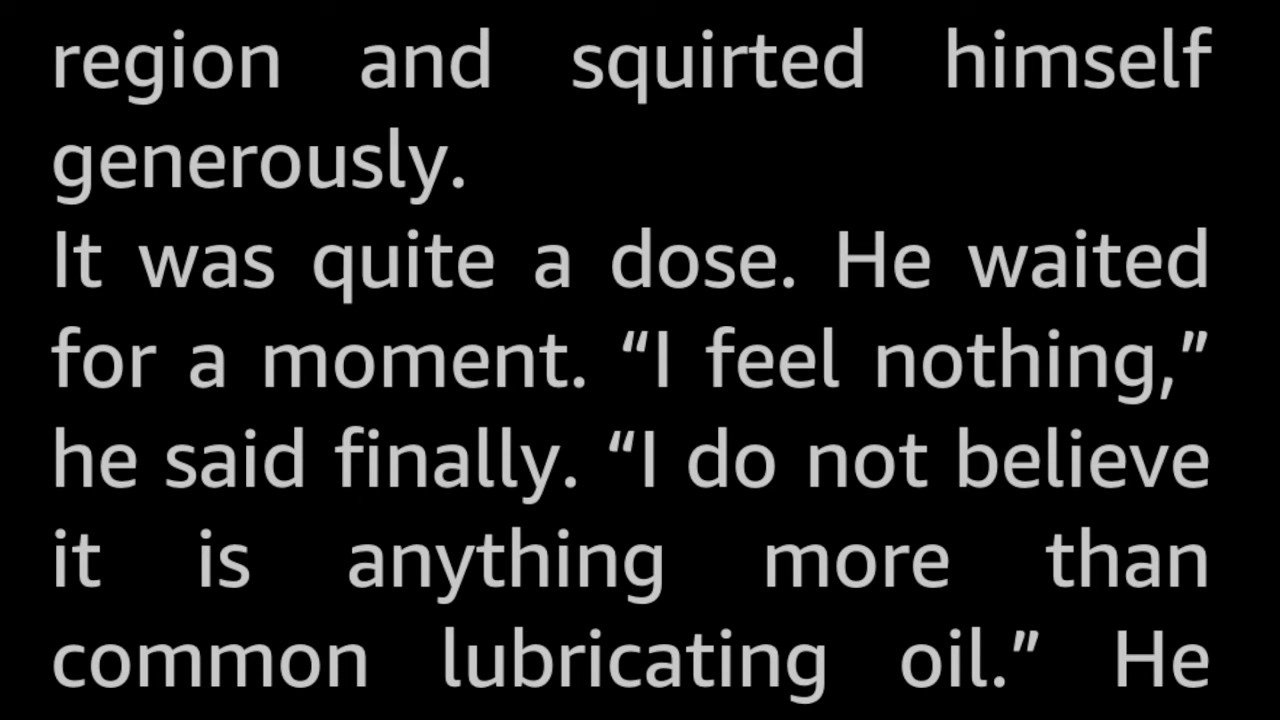 region and squirted himself
generously.
It was quite a dose. He waited
for a moment. “I feel nothing,”
he said finally. “I do not believe
it is anything more than
common lubricating oil.” He